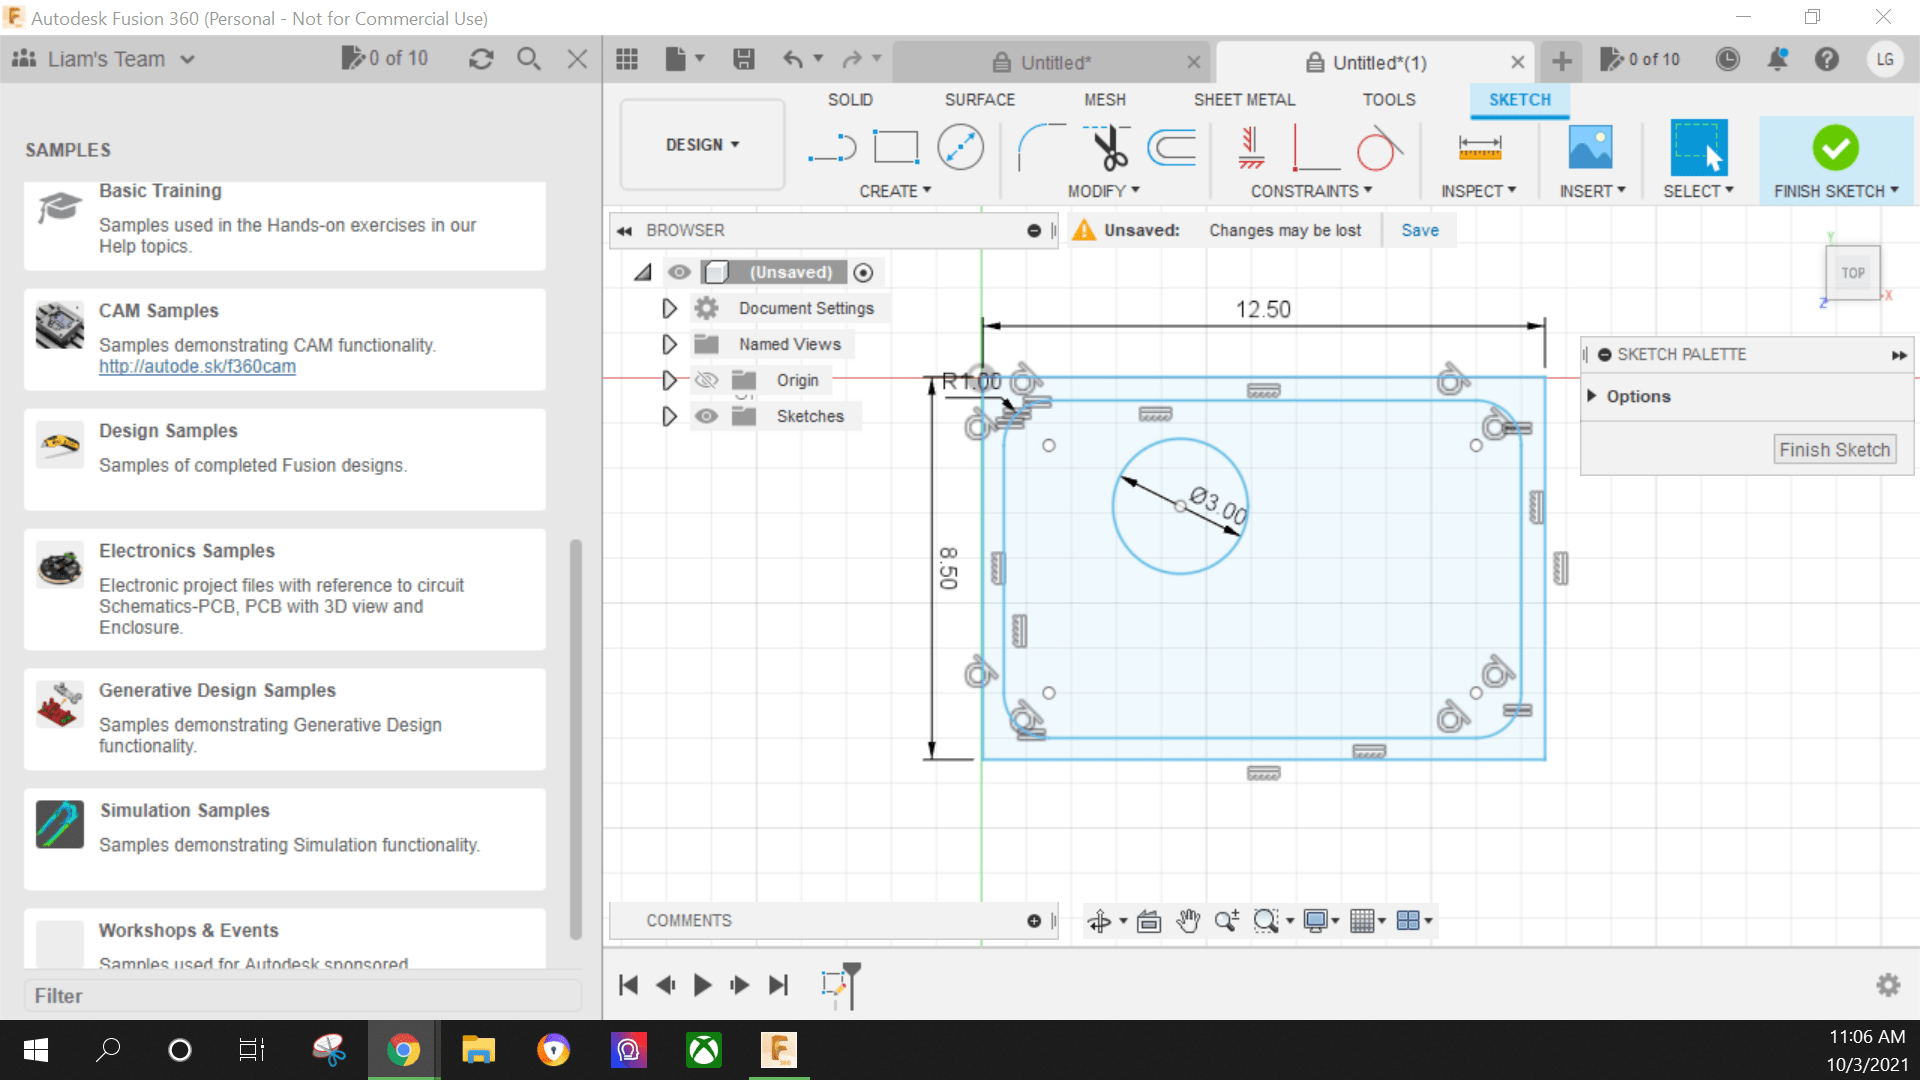 Autodesk Fusion 360 (Personal - Not for Commercial Use)
Liam's Team
0 of 10
Untitled*
Untitled*(1)
0 of 10
LG
SAMPLES
Basic Training
Samples used in the Hands-on exercises in our
Help topics.
CAM Samples
Samples demonstrating CAM functionality.
http://autode.sk/f360cam
Design Samples
Samples of completed Fusion designs.
Electronics Samples
Electronic project files with reference to circuit
Schematics-PCB, PCB with 3D view and
Enclosure.
Generative Design Samples
Samples demonstrating Generative Design
functionality.
Simulation Samples
Samples demonstrating Simulation functionality.
Workshops & Events
Samples used for Autodesk sponsored
Filter
SOLID
SURFACE
MESH
SHEET METAL
TOOLS
SKETCH
DESIGN
CREATE
MODIFY
CONSTRAINTS
INSPECT
INSERT
SELECT
FINISH SKETCH
BROWSER
Unsaved:
Changes may be lost
Save
(Unsaved)
Document Settings
Named Views
Origin
Sketches
Y
TOP
X
Z
12.50
R1.00
Ø3.00
8.50
SKETCH PALETTE
Options
Finish Sketch
COMMENTS
F
360
11:06 AM
10/3/2021